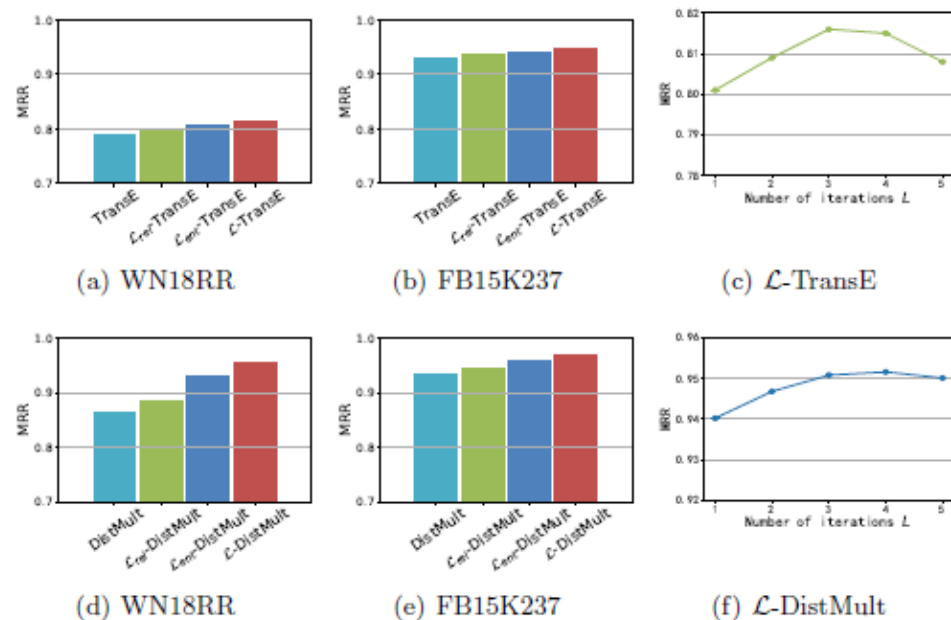 1.0
0.9
0.8
0.7
MRR
TransE
ℒrel-TransE
ℒent-TransE
ℒ-TransE
(a) WN18RR
1.0
0.9
0.8
0.7
MRR
TransE
ℒrel-TransE
ℒent-TransE
ℒ-TransE
(b) FB15K237
0.82
0.81
0.80
0.79
0.78
MRR
1 2 3 4 5
Number of iterations L
(c) ℒ-TransE
1.0
0.9
0.8
0.7
MRR
DistMult
ℒrel-DistMult
ℒent-DistMult
ℒ-DistMult
(d) WN18RR
1.0
0.9
0.8
0.7
MRR
DistMult
ℒrel-DistMult
ℒent-DistMult
ℒ-DistMult
(e) FB15K237
0.96
0.95
0.94
0.93
0.92
MRR
1 2 3 4 5
Number of iterations L
(f) ℒ-DistMult